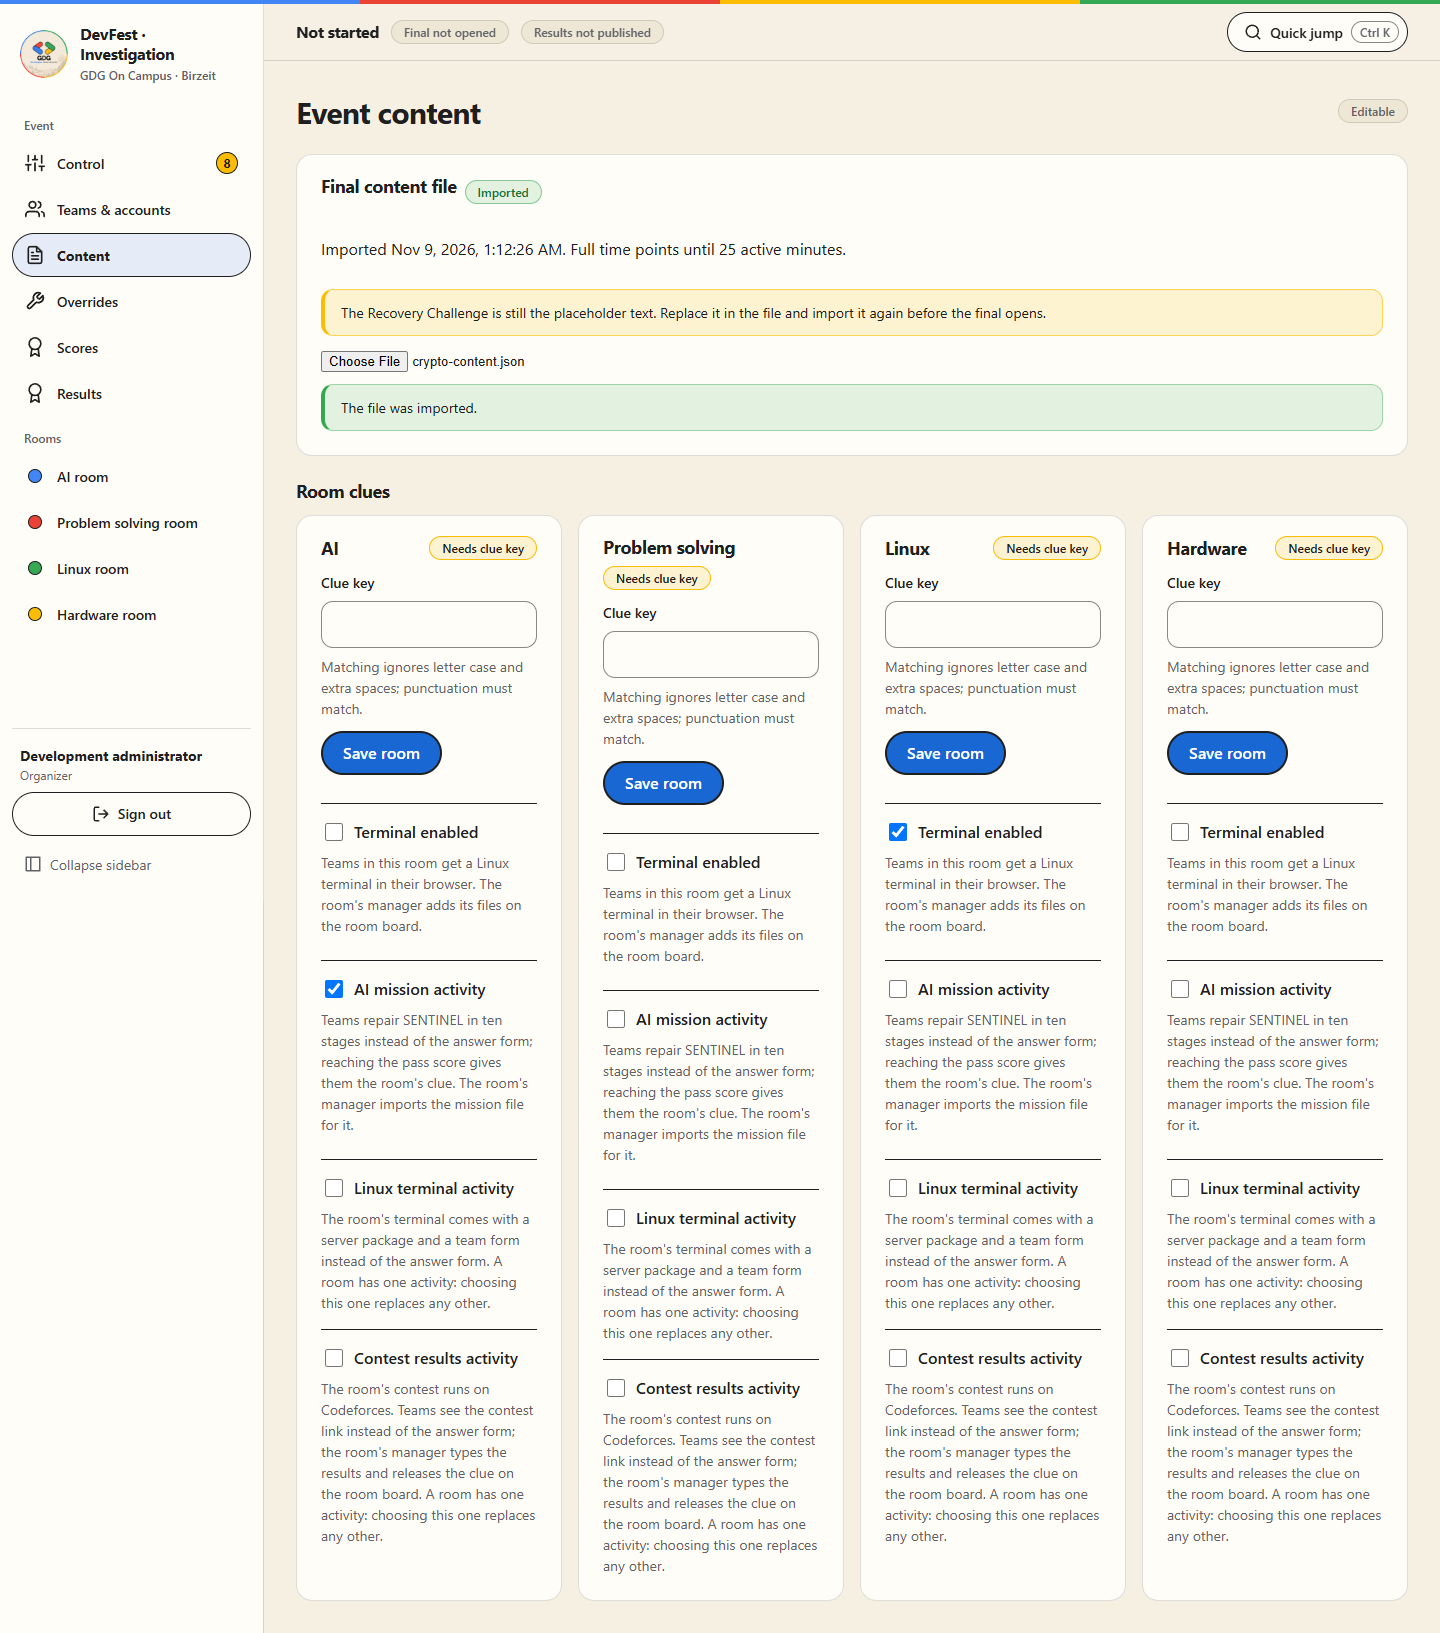 DevFest ·
Investigation
GDG On Campus · Birzeit
GDG
Event
Control
8
Teams & accounts
Content
Overrides
Scores
Results
Rooms
AI room
Problem solving room
Linux room
Hardware room
Development administrator
Organizer
Sign out
Collapse sidebar
Not started
Final not opened
Results not published
Quick jump
Ctrl K
Event content
Editable
Final content file
Imported
Imported Nov 9, 2026, 1:12:26 AM. Full time points until 25 active minutes.
The Recovery Challenge is still the placeholder text. Replace it in the file and import it again before the final opens.
Choose File crypto-content.json
The file was imported.
Room clues
AI
Needs clue key
Clue key
Matching ignores letter case and
extra spaces; punctuation must
match.
Save room
Terminal enabled
Teams in this room get a Linux
terminal in their browser. The
room's manager adds its files on
the room board.
AI mission activity
Teams repair SENTINEL in ten
stages instead of the answer form;
reaching the pass score gives
them the room's clue. The room's
manager imports the mission file
for it.
Linux terminal activity
The room's terminal comes with a
server package and a team form
instead of the answer form. A
room has one activity: choosing
this one replaces any other.
Contest results activity
The room's contest runs on
Codeforces. Teams see the contest
link instead of the answer form;
the room's manager types the
results and releases the clue on
the room board. A room has one
activity: choosing this one replaces
any other.
Problem solving
Needs clue key
Clue key
Matching ignores letter case and
extra spaces; punctuation must
match.
Save room
Terminal enabled
Teams in this room get a Linux
terminal in their browser. The
room's manager adds its files on
the room board.
AI mission activity
Teams repair SENTINEL in ten
stages instead of the answer form;
reaching the pass score gives
them the room's clue. The room's
manager imports the mission file
for it.
Linux terminal activity
The room's terminal comes with a
server package and a team form
instead of the answer form. A
room has one activity: choosing
this one replaces any other.
Contest results activity
The room's contest runs on
Codeforces. Teams see the contest
link instead of the answer form;
the room's manager types the
results and releases the clue on
the room board. A room has one
activity: choosing this one replaces
any other.
Linux
Needs clue key
Clue key
Matching ignores letter case and
extra spaces; punctuation must
match.
Save room
Terminal enabled
Teams in this room get a Linux
terminal in their browser. The
room's manager adds its files on
the room board.
AI mission activity
Teams repair SENTINEL in ten
stages instead of the answer form;
reaching the pass score gives
them the room's clue. The room's
manager imports the mission file
for it.
Linux terminal activity
The room's terminal comes with a
server package and a team form
instead of the answer form. A
room has one activity: choosing
this one replaces any other.
Contest results activity
The room's contest runs on
Codeforces. Teams see the contest
link instead of the answer form;
the room's manager types the
results and releases the clue on
the room board. A room has one
activity: choosing this one replaces
any other.
Hardware
Needs clue key
Clue key
Matching ignores letter case and
extra spaces; punctuation must
match.
Save room
Terminal enabled
Teams in this room get a Linux
terminal in their browser. The
room's manager adds its files on
the room board.
AI mission activity
Teams repair SENTINEL in ten
stages instead of the answer form;
reaching the pass score gives
them the room's clue. The room's
manager imports the mission file
for it.
Linux terminal activity
The room's terminal comes with a
server package and a team form
instead of the answer form. A
room has one activity: choosing
this one replaces any other.
Contest results activity
The room's contest runs on
Codeforces. Teams see the contest
link instead of the answer form;
the room's manager types the
results and releases the clue on
the room board. A room has one
activity: choosing this one replaces
any other.